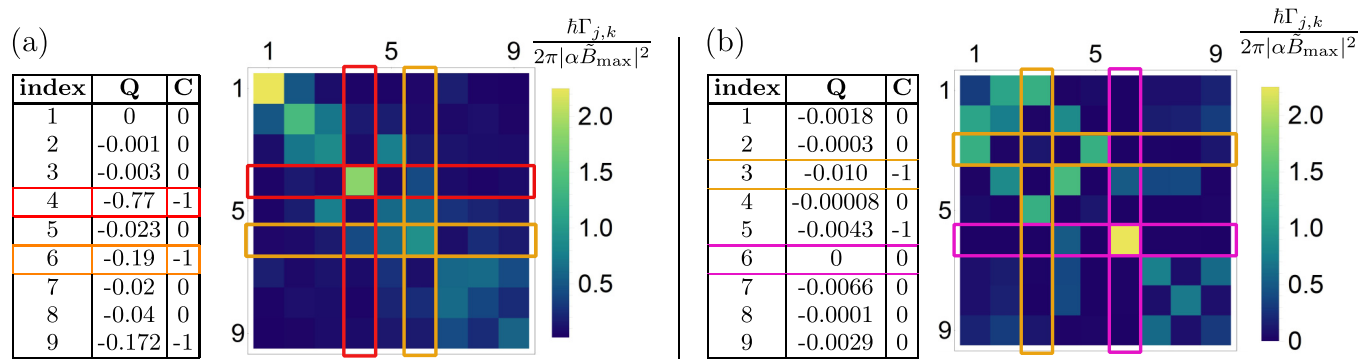 (a)
index Q C
1 0 0
2 -0.001 0
3 -0.003 0
4 -0.77 -1
5 -0.023 0
6 -0.19 -1
7 -0.02 0
8 -0.04 0
9 -0.172 -1
1 5 9
1
5
9
ħΓj,k
2π|αB̃max|²
2.0
1.5
1.0
0.5
(b)
index Q C
1 -0.0018 0
2 -0.0003 0
3 -0.010 -1
4 -0.00008 0
5 -0.0043 -1
6 0 0
7 -0.0066 0
8 -0.0001 0
9 -0.0029 0
1 5 9
1
5
9
ħΓj,k
2π|αB̃max|²
2.0
1.5
1.0
0.5
0